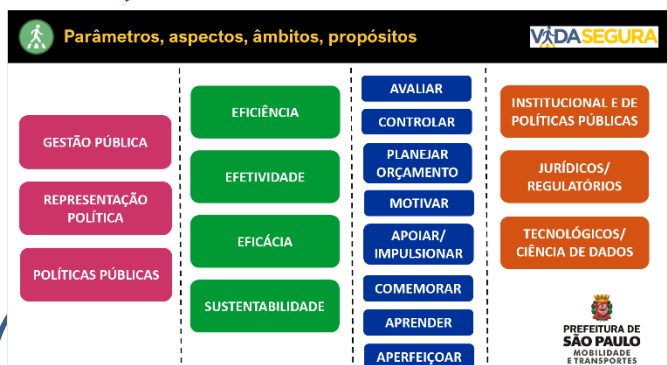 Parâmetros, aspectos, âmbitos, propósitos
VIDASEGURA
GESTÃO PÚBLICA
REPRESENTAÇÃO
POLÍTICA
POLÍTICAS PÚBLICAS
EFICIÊNCIA
EFETIVIDADE
EFICÁCIA
SUSTENTABILIDADE
AVALIAR
CONTROLAR
PLANEJAR
ORÇAMENTO
MOTIVAR
APOIAR/
IMPULSIONAR
COMEMORAR
APRENDER
APERFEIÇOAR
INSTITUCIONAL E DE
POLÍTICAS PÚBLICAS
JURÍDICOS/
REGULATÓRIOS
TECNOLÓGICOS/
CIÊNCIA DE DADOS
PREFEITURA DE
SÃO PAULO
MOBILIDADE
E TRANSPORTES